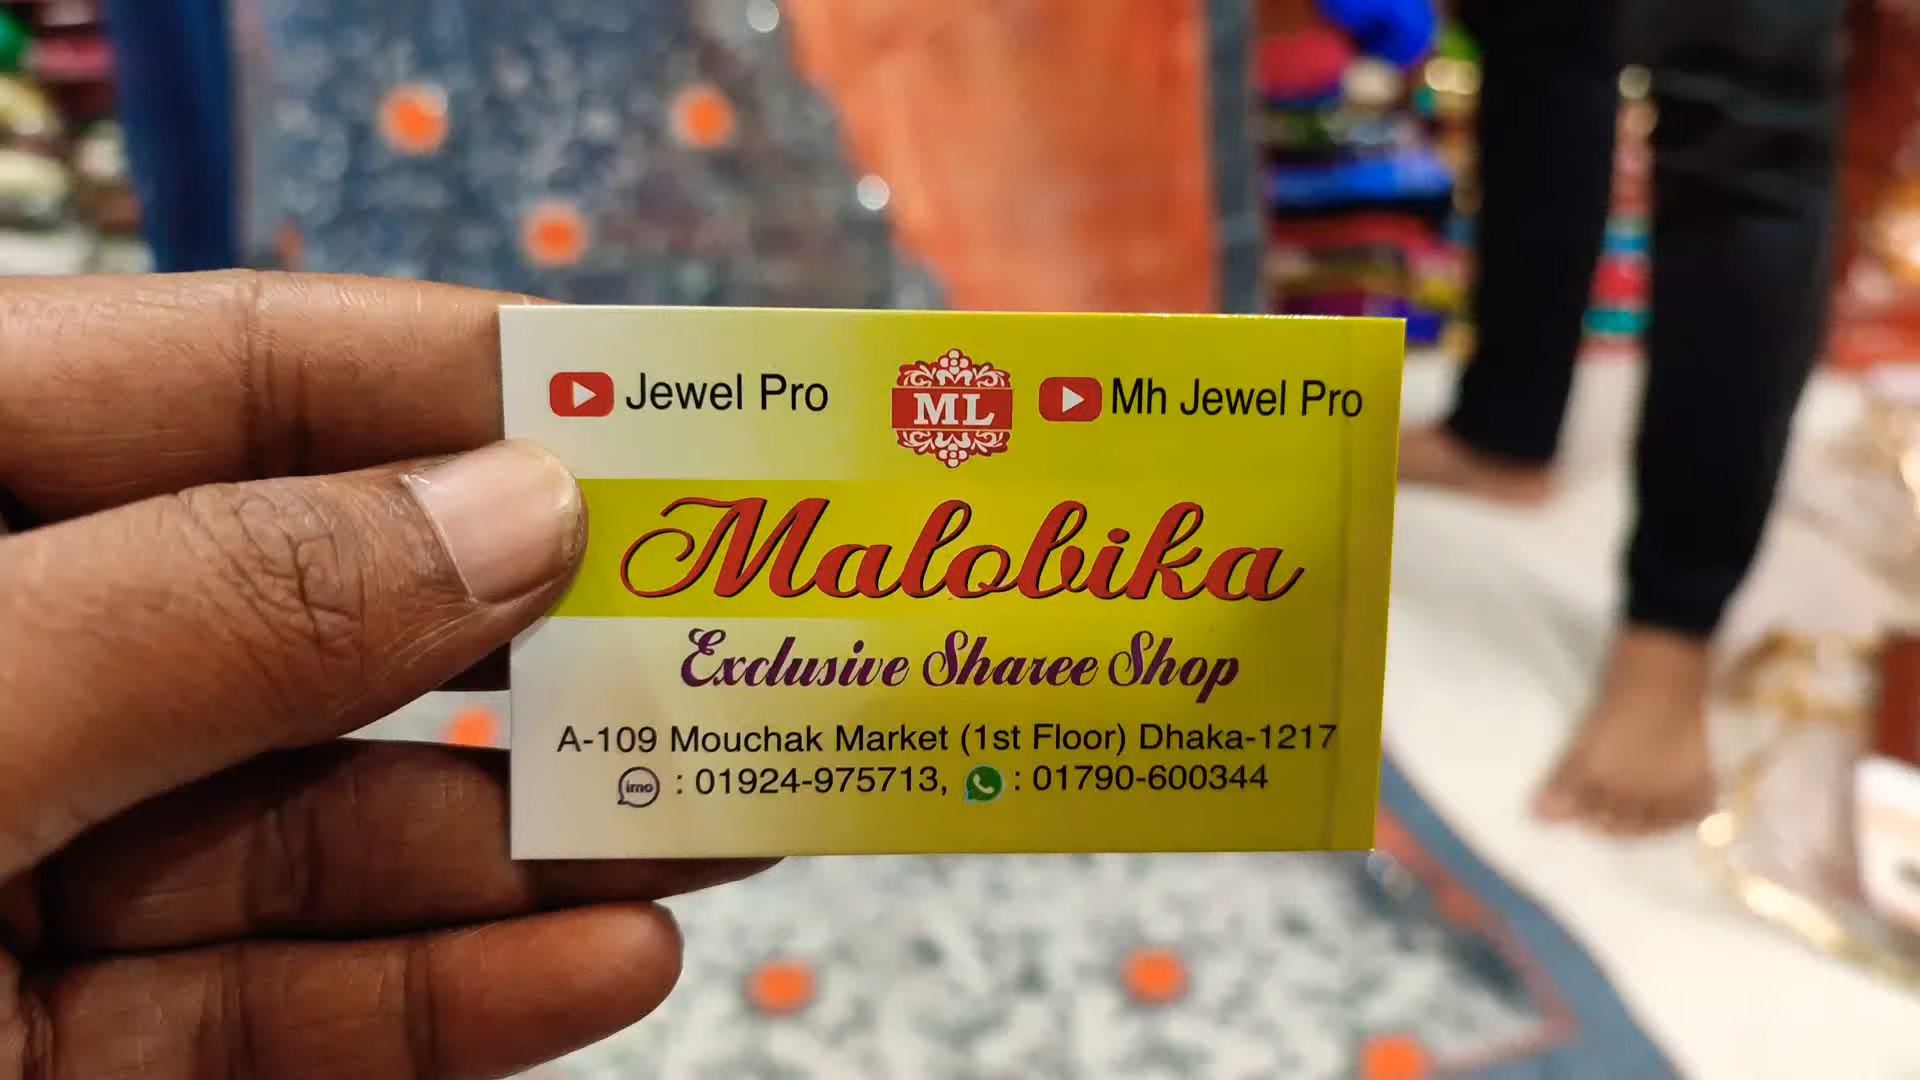 Jewel Pro ML Mh Jewel Pro
Malobika
Exclusive Sharee Shop
A-109 Mouchak Market (1st Floor) Dhaka-1217
imo : 01924-975713, : 01790-600344